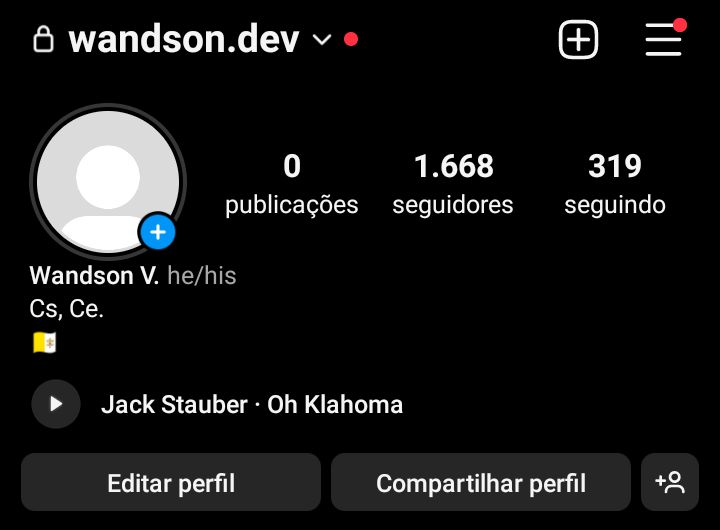 wandson.dev
0 1.668 319
publicações seguidores seguindo
Wandson V. he/his
Cs, Ce.
Jack Stauber · Oh Klahoma
Editar perfil Compartilhar perfil